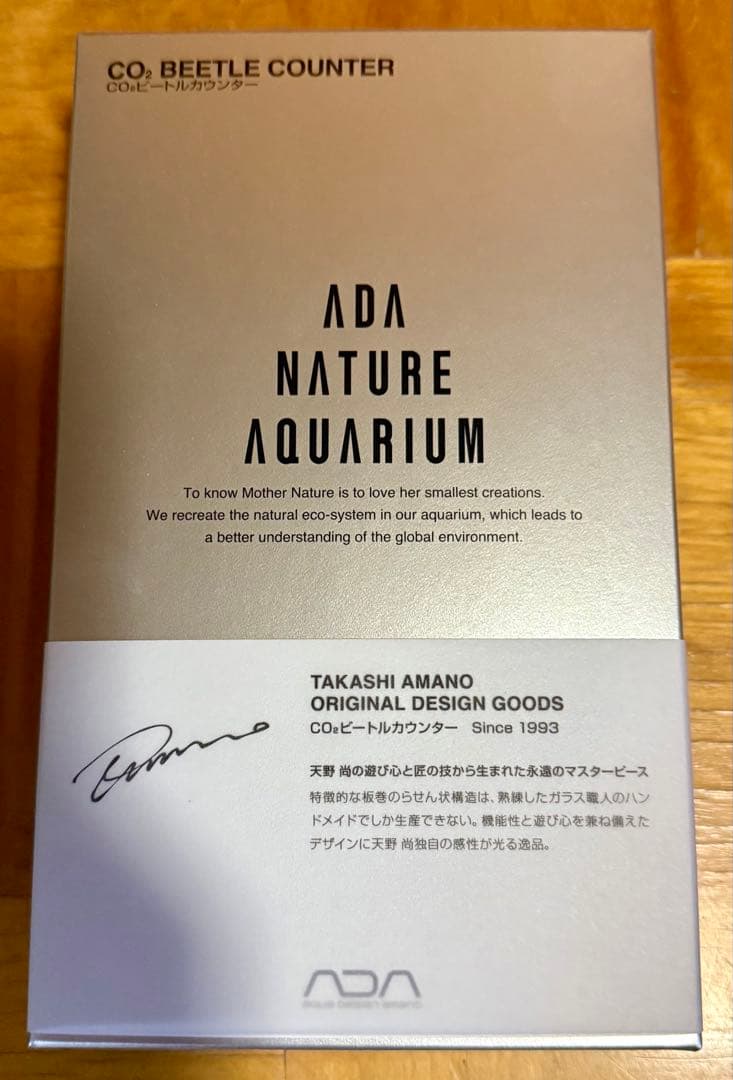 CO₂ BEETLE COUNTER
CO₂ビートルカウンター
ADA
NATURE
AQUARIUM
To know Mother Nature is to love her smallest creations.
We recreate the natural eco-system in our aquarium, which leads to
a better understanding of the global environment.
TAKASHI AMANO
ORIGINAL DESIGN GOODS
CO₂ビートルカウンター Since 1993
Amano
天野 尚の遊び心と匠の技から生まれた永遠のマスターピース
特徴的な板巻のらせん状構造は、熟練したガラス職人のハン
ドメイドでしか生産できない。機能性と遊び心を兼ね備えた
デザインに天野 尚独自の感性が光る逸品。
ADA
AQUA DESIGN AMANO